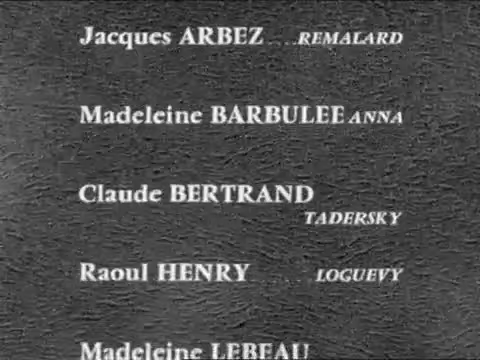 Jacques ARBEZ .... REMALARD
Madeleine BARBULEE ANNA
Claude BERTRAND
TADERSKY
Raoul HENRY ...... LOGUEVY
Madeleine LEBEAU